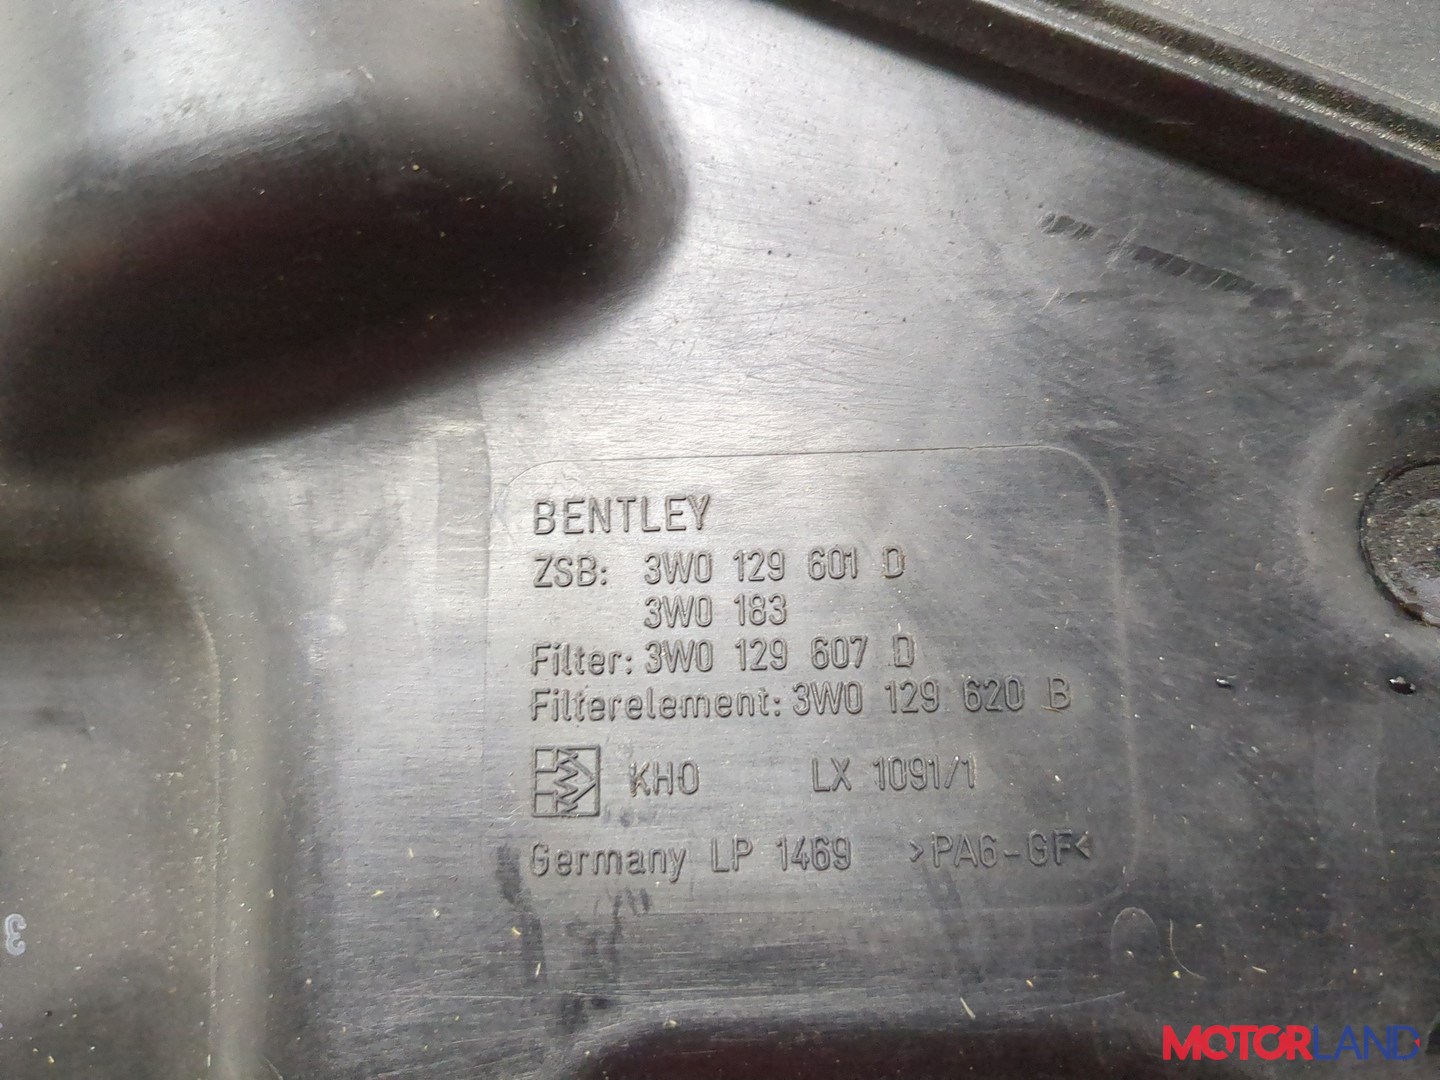 BENTLEY
ZSB: 3W0 129 601 D
3W0 183
Filter: 3W0 129 607 D
Filterelement: 3W0 129 620 B
KHO LX 1091/1
Germany LP 1469 >PA6-GF<
3
MOTORLAND